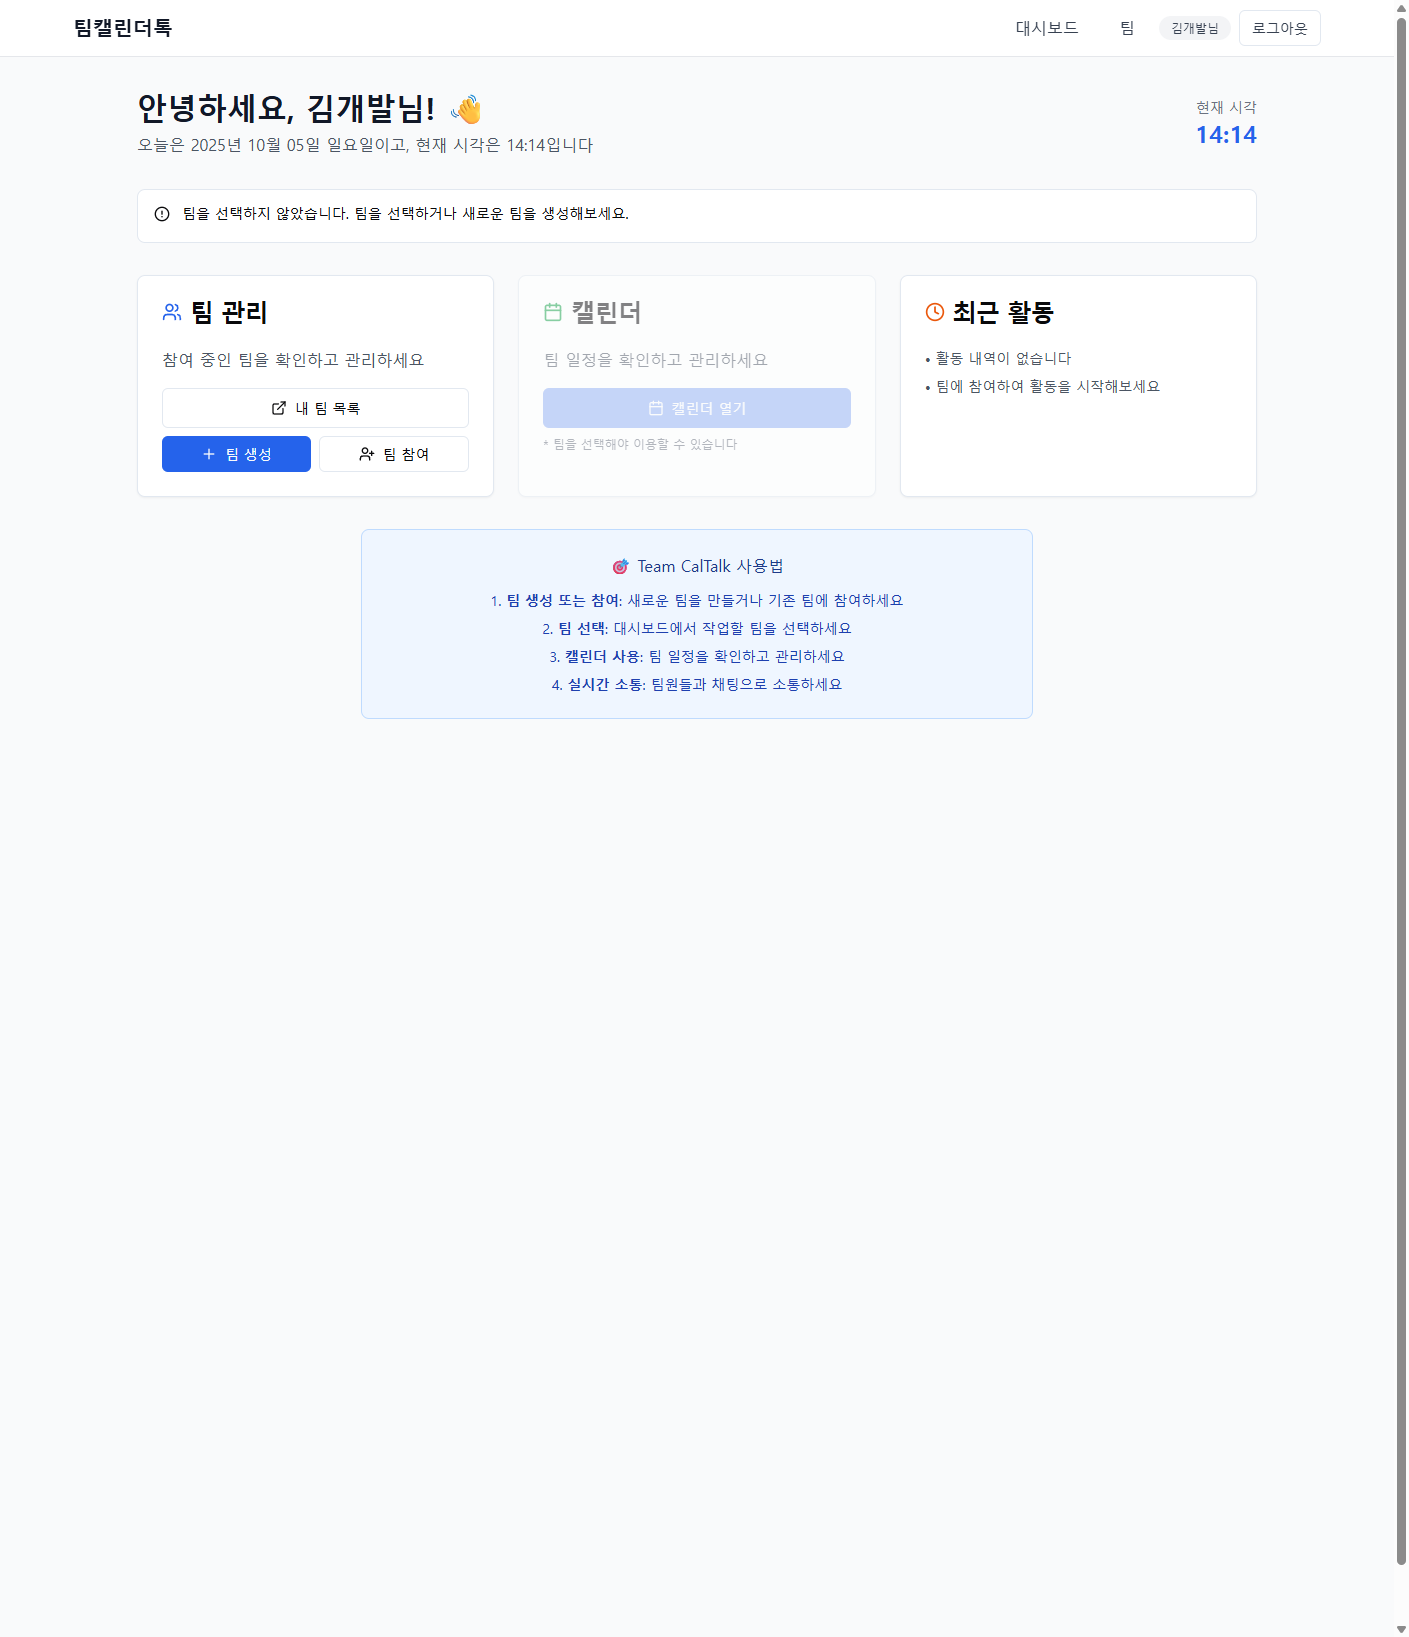 팀캘린더톡
대시보드
팀
김개발님
로그아웃
안녕하세요, 김개발님! 👋
오늘은 2025년 10월 05일 일요일이고, 현재 시각은 14:14입니다
현재 시각
14:14
팀을 선택하지 않았습니다. 팀을 선택하거나 새로운 팀을 생성해보세요.
팀 관리
참여 중인 팀을 확인하고 관리하세요
내 팀 목록
팀 생성
팀 참여
캘린더
팀 일정을 확인하고 관리하세요
캘린더 열기
* 팀을 선택해야 이용할 수 있습니다
최근 활동
• 활동 내역이 없습니다
• 팀에 참여하여 활동을 시작해보세요
🎯 Team CalTalk 사용법
1. 팀 생성 또는 참여: 새로운 팀을 만들거나 기존 팀에 참여하세요
2. 팀 선택: 대시보드에서 작업할 팀을 선택하세요
3. 캘린더 사용: 팀 일정을 확인하고 관리하세요
4. 실시간 소통: 팀원들과 채팅으로 소통하세요